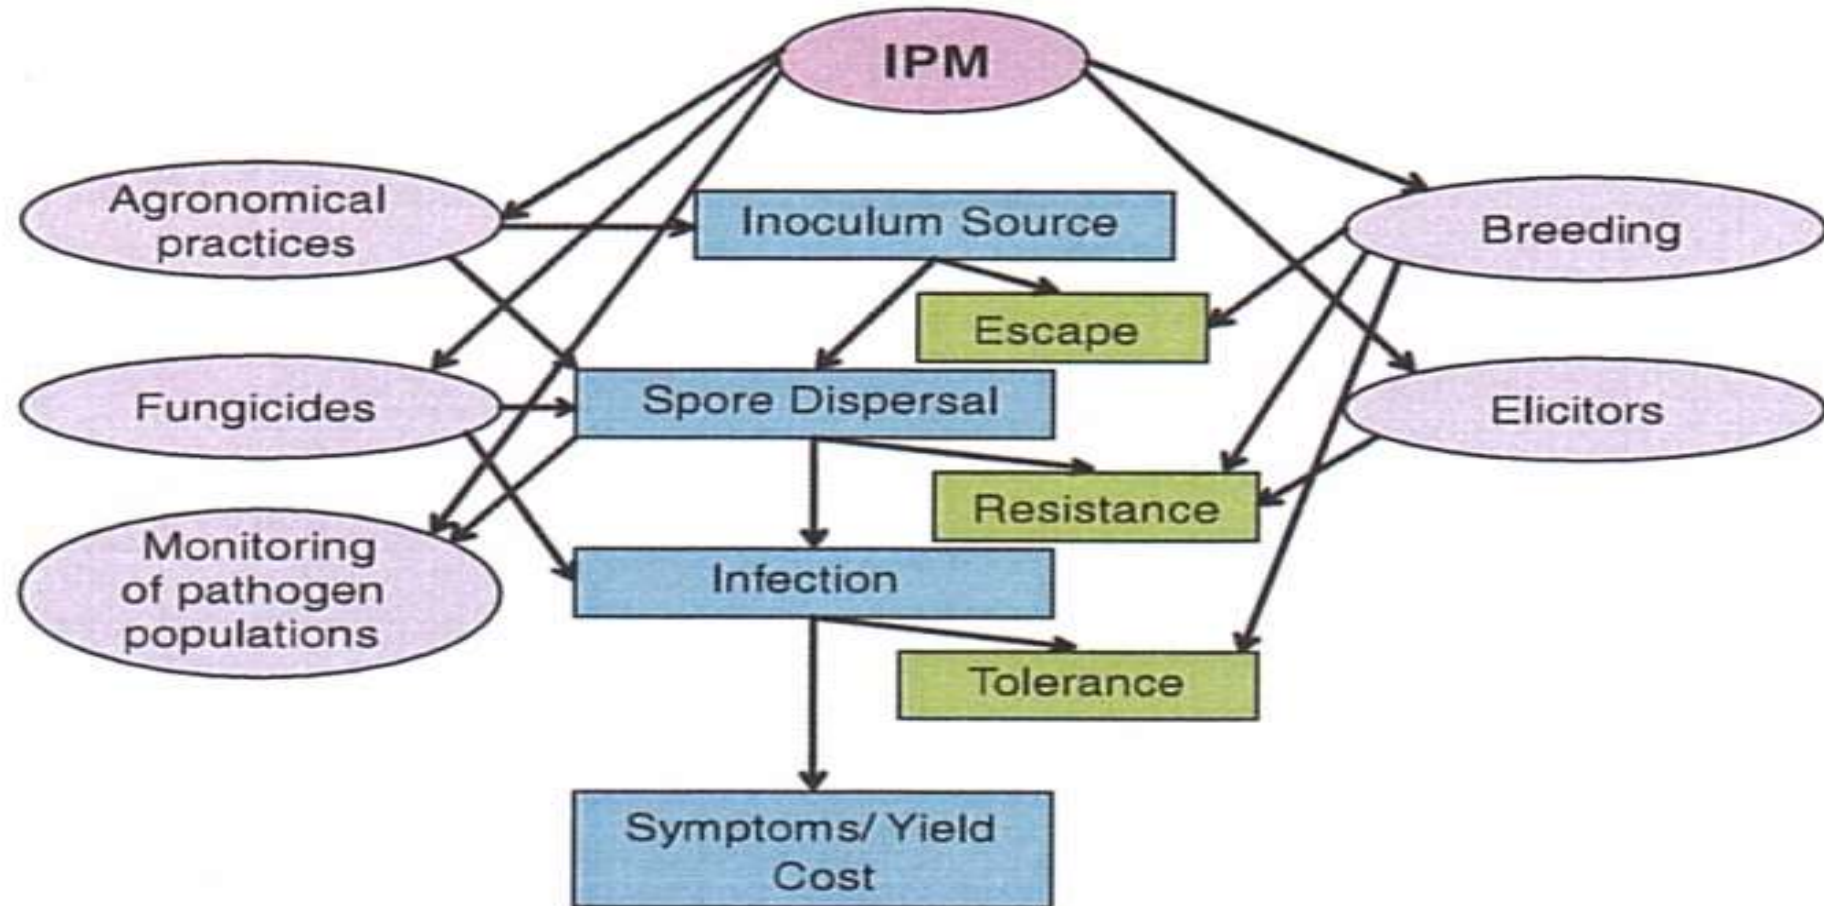 IPM
Agronomical
practices
Inoculum Source
Breeding
Escape
Fungicides
Spore Dispersal
Elicitors
Resistance
Monitoring
of pathogen
populations
Infection
Tolerance
Symptoms/ Yield
Cost